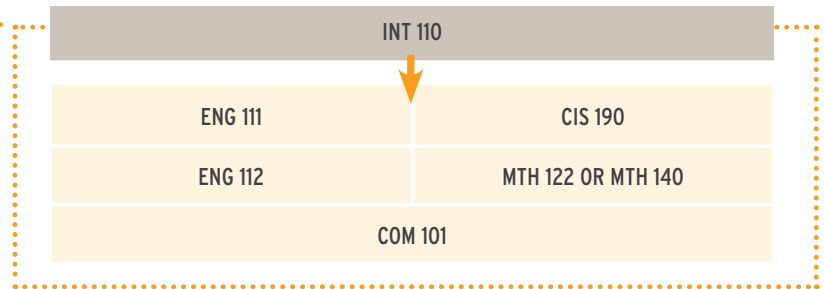 INT 110
ENG 111
CIS 190
ENG 112
MTH 122 OR MTH 140
COM 101